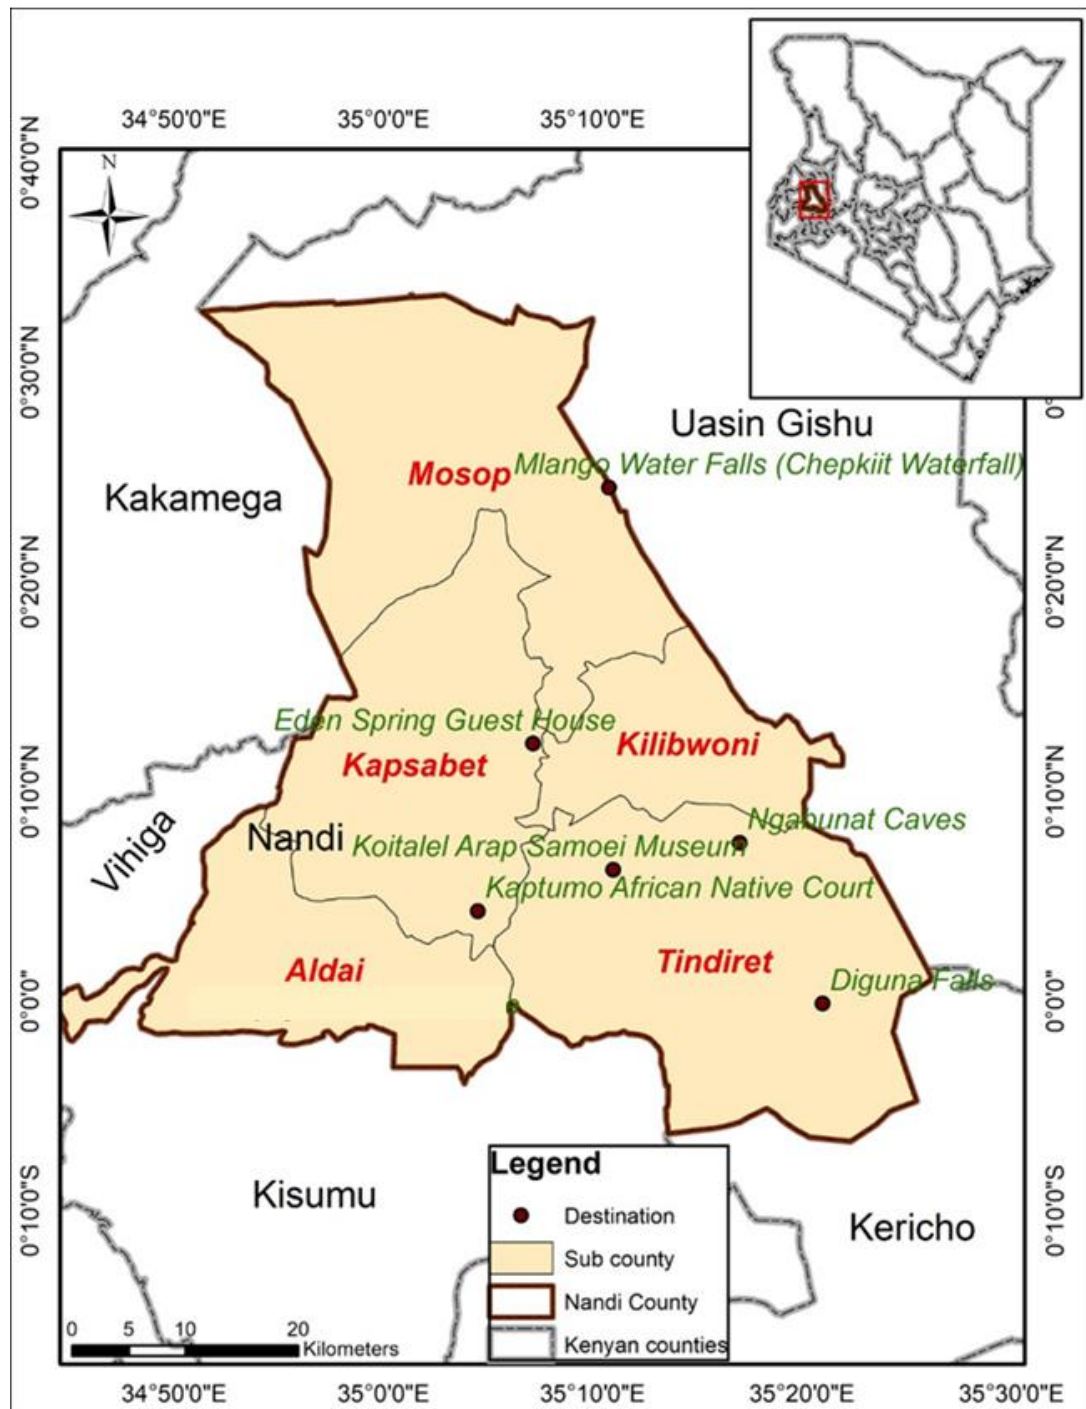 34°50'0"E 35°0'0"E 35°10'0"E
N
0°40'0"N
0°30'0"N
0°
Uasin Gishu
Mlango Water Falls (Chepkiit Waterfall)
Mosop
Kakamega
0°20'0"N
0°20'0"N
Eden Spring Guest House
Kilibwoni
Kapsabet
0°10'0"N
0°10'0"N
Ngabunat Caves
Nandi
Koitalel Arap Samoei Museum
Vihiga
Kaptumo African Native Court
Tindiret
Aldai
Diguna Falls
0°0'0"
0°0'0"
Legend
Kisumu
Destination
0°10'0"S
0°10'0"S
Kericho
Sub county
Nandi County
0 5 10 20
Kilometers
Kenyan counties
34°50'0"E 35°0'0"E 35°10'0"E 35°20'0"E 35°30'0"E